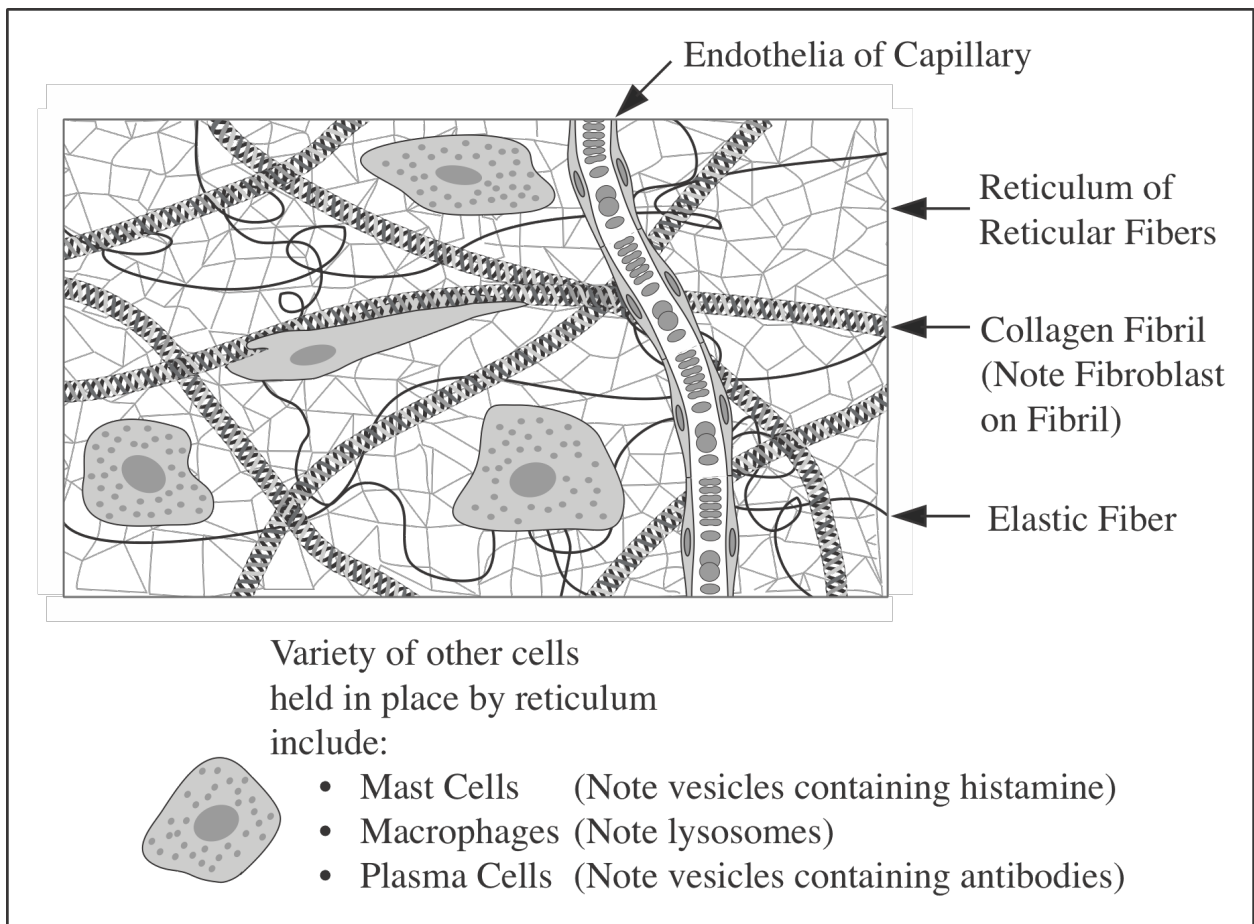 Endothelia of Capillary
Reticulum of
Reticular Fibers
Collagen Fibril
(Note Fibroblast
on Fibril)
Elastic Fiber
Variety of other cells
held in place by reticulum
include:
• Mast Cells (Note vesicles containing histamine)
• Macrophages (Note lysosomes)
• Plasma Cells (Note vesicles containing antibodies)